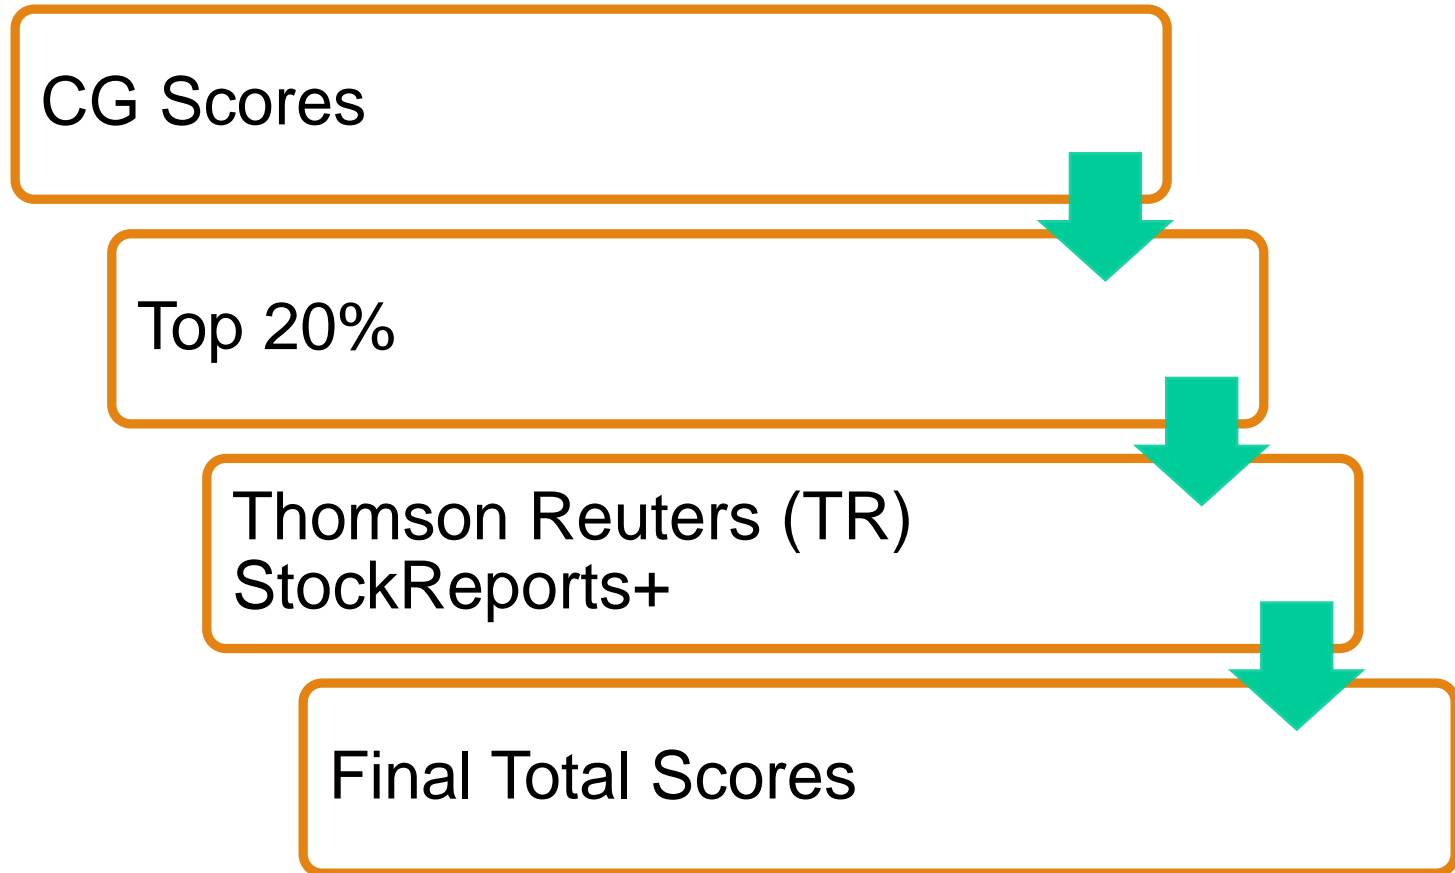 CG Scores
Top 20%
Thomson Reuters (TR)
StockReports+
Final Total Scores